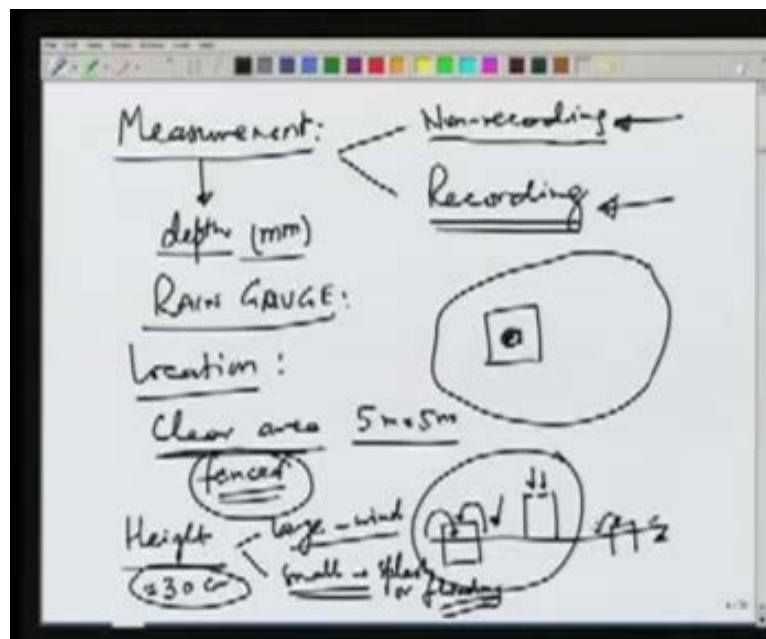 Measurement:
Non-recording
Recording
depth (mm)
RAIN GAUGE:
Location:
Clear area 5m×5m
fenced
Height
large - wind
≈30 cm
small → splash
or flooding